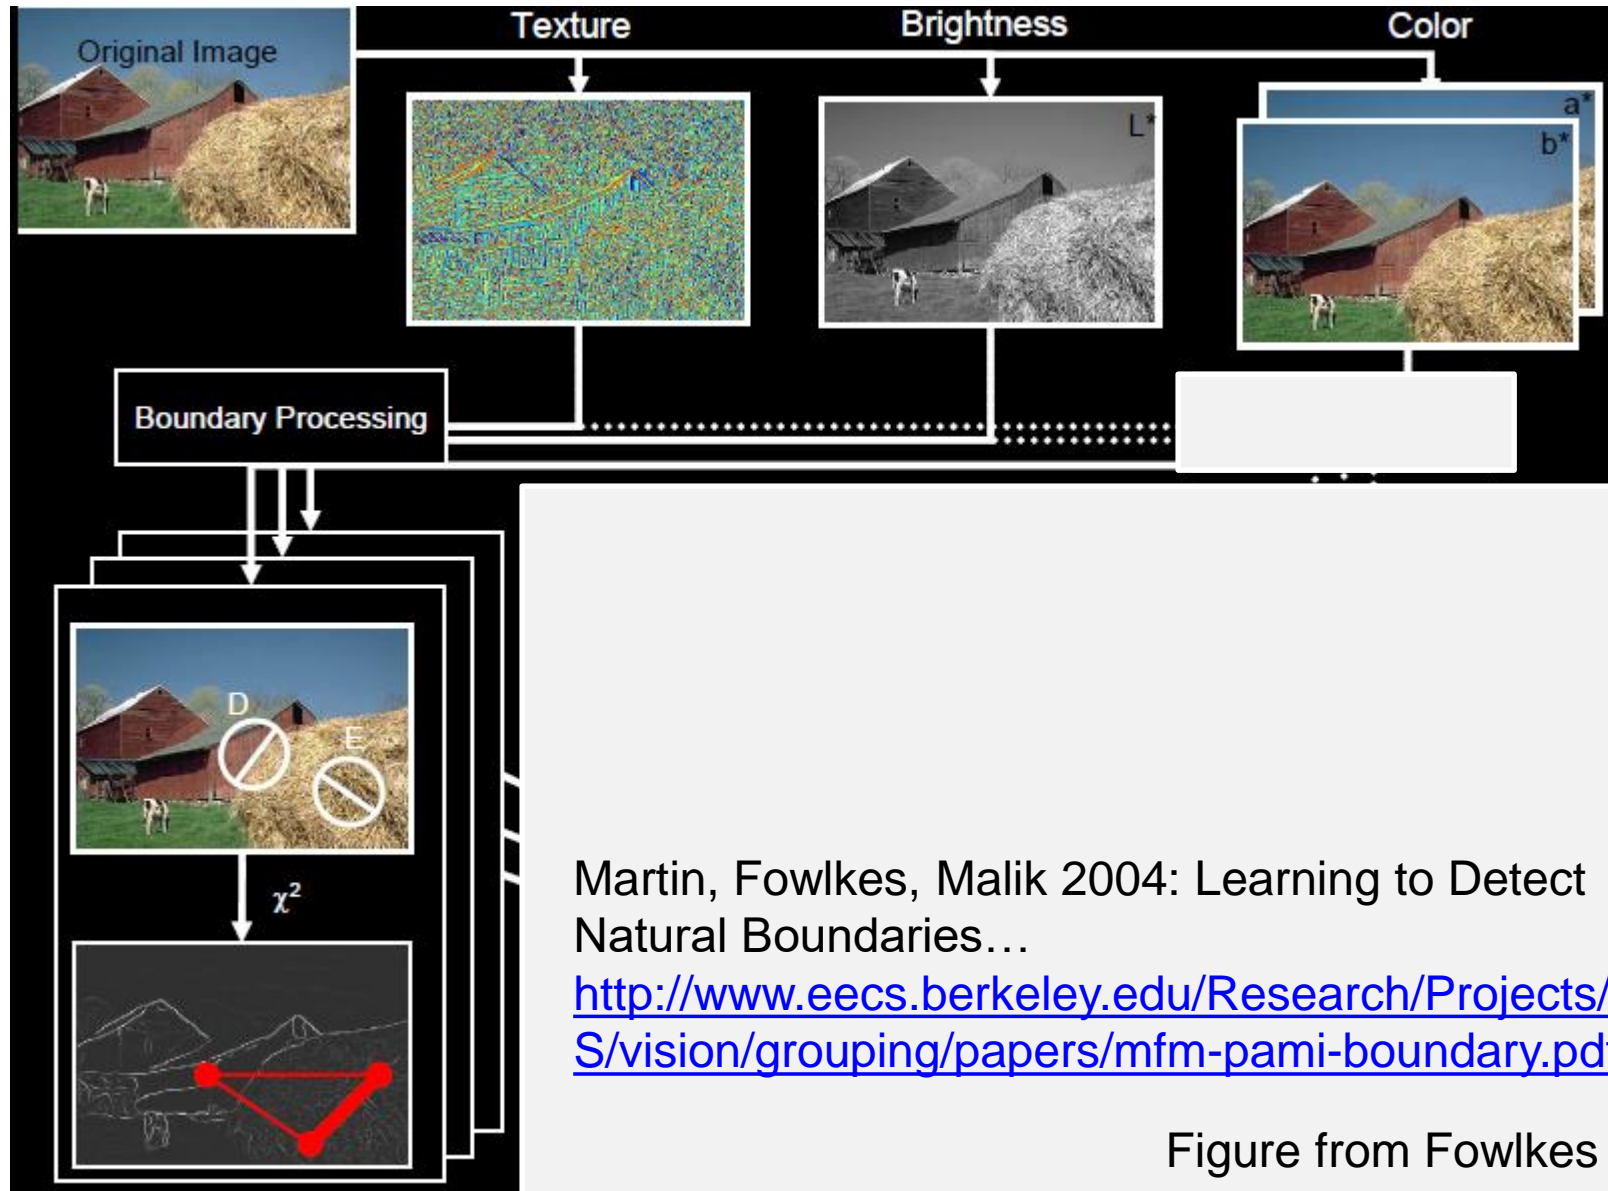 Original Image
Texture
Brightness
Color
L*
a*
b*
Boundary Processing
D
E
χ²
Martin, Fowlkes, Malik 2004: Learning to Detect
Natural Boundaries…
http://www.eecs.berkeley.edu/Research/Projects/
S/vision/grouping/papers/mfm-pami-boundary.pdf
Figure from Fowlkes